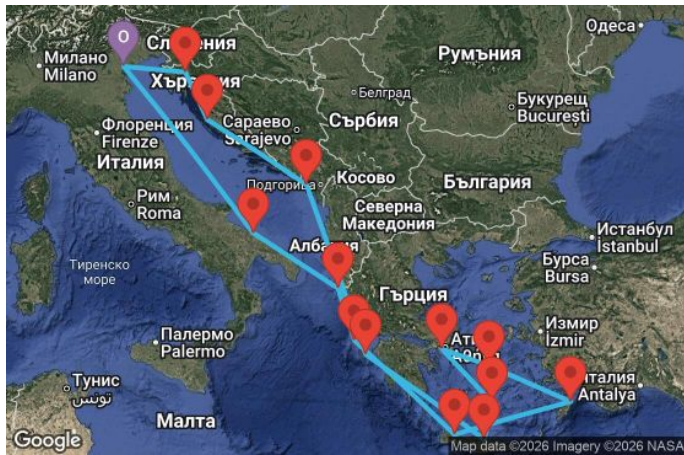 O
Словения
Милано
Milano
Хърватия
Румъния
Одеса
Белград
Букурещ
București
Флоренция
Firenze
Сараево
Sarajevo
Сърбия
Италия
Подгорица
Косово
България
Рим
Roma
Северна
Македония
Албания
Истанбул
İstanbul
Бурса
Bursa
Тиренско
море
Гърция
Измир
İzmir
Палермо
Palermo
Анталия
Antalya
Тунис
تونس
Малта
Google
Map data ©2026 Imagery ©2026 NASA